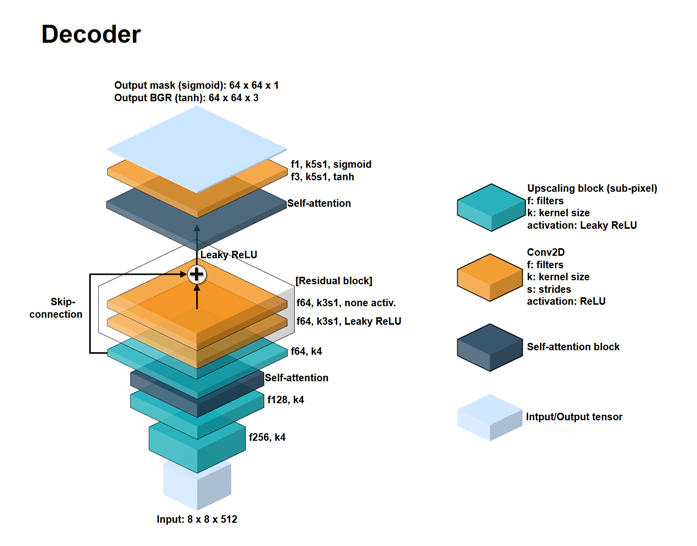 Decoder
Output mask (sigmoid): 64 x 64 x 1
Output BGR (tanh): 64 x 64 x 3
f1, k5s1, sigmoid
f3, k5s1, tanh
Self-attention
Leaky ReLU
[Residual block]
Skip-
connection
f64, k3s1, none activ.
f64, k3s1, Leaky ReLU
f64, k4
Self-attention
f128, k4
f256, k4
Input: 8 x 8 x 512
Upscaling block (sub-pixel)
f: filters
k: kernel size
activation: Leaky ReLU
Conv2D
f: filters
k: kernel size
s: strides
activation: ReLU
Self-attention block
Intput/Output tensor